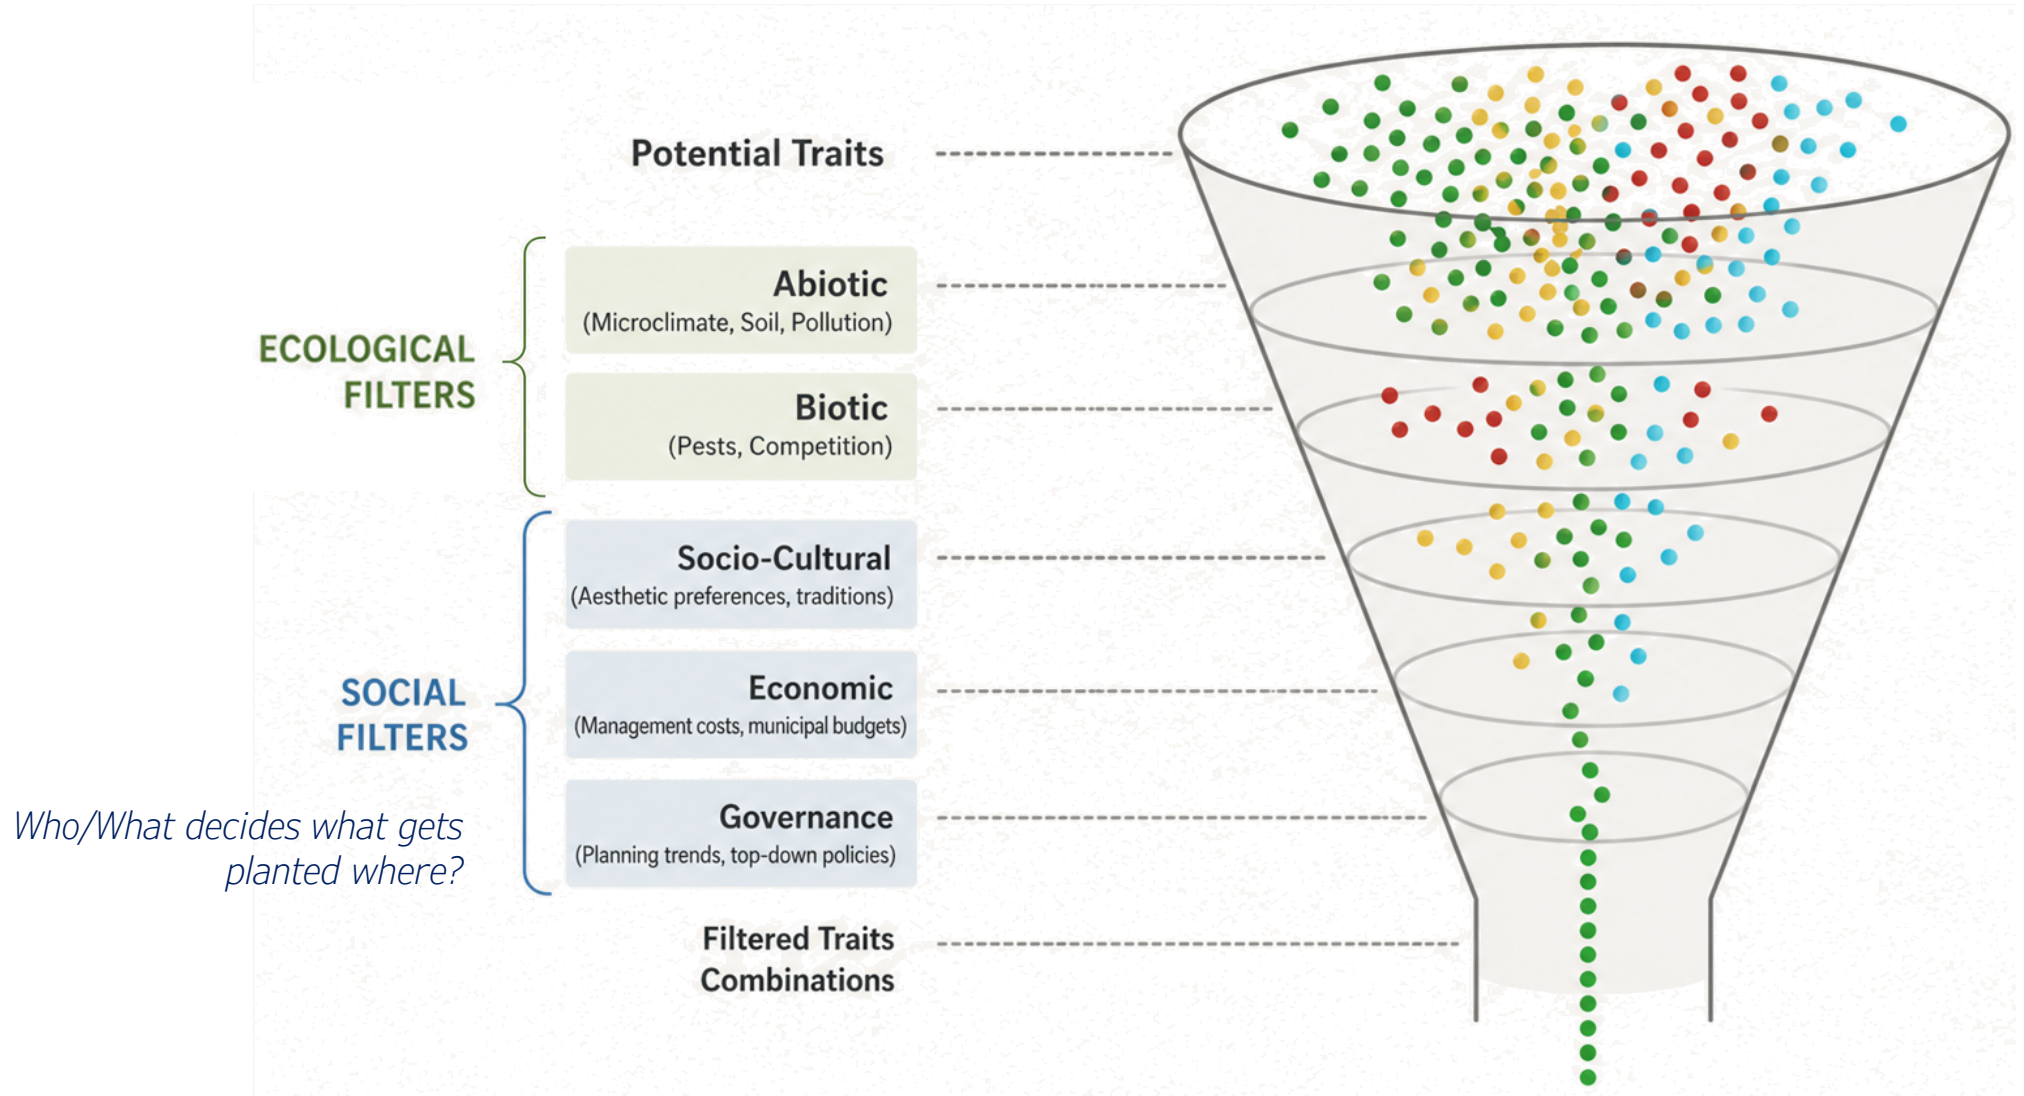 Potential Traits
ECOLOGICAL
FILTERS
Abiotic
(Microclimate, Soil, Pollution)
Biotic
(Pests, Competition)
SOCIAL
FILTERS
Socio-Cultural
(Aesthetic preferences, traditions)
Economic
(Management costs, municipal budgets)
Governance
(Planning trends, top-down policies)
Who/What decides what gets
planted where?
Filtered Traits
Combinations